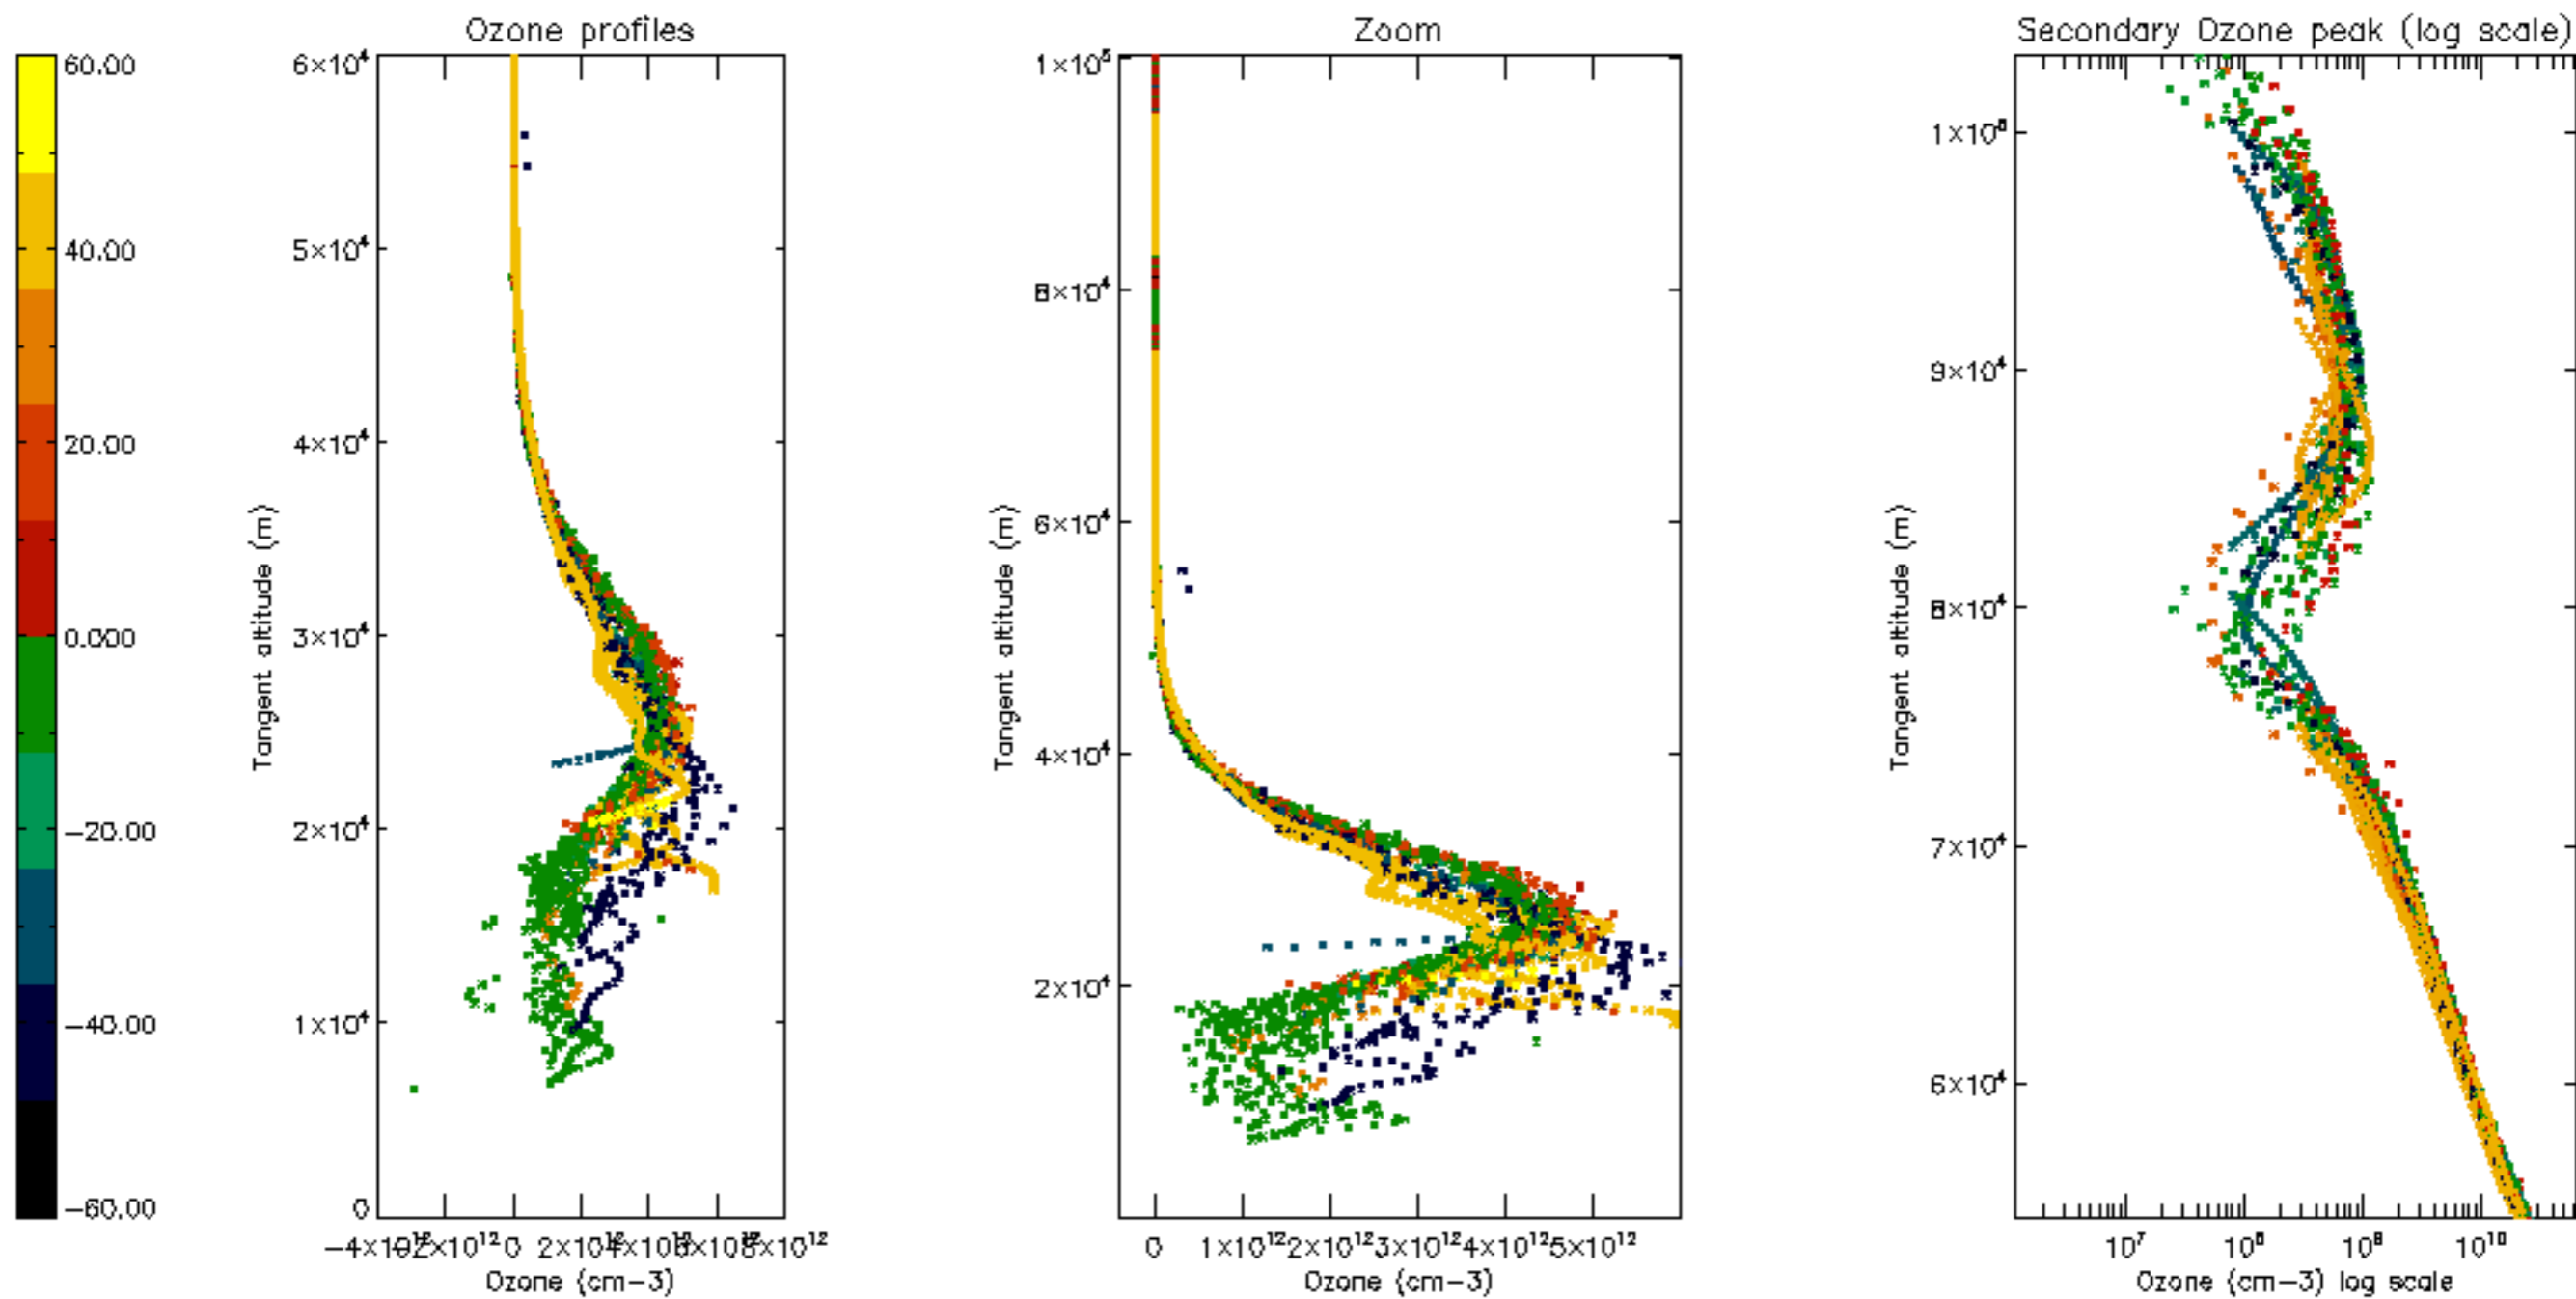 Ozone profiles
Zoom
Secondary Ozone peak (log scale)
60.00
40.00
20.00
0.000
−20.00
−40.00
−60.00
6×10⁴
5×10⁴
4×10⁴
3×10⁴
2×10⁴
1×10⁴
0
Tangent altitude (m)
0
Ozone (cm−3)
1×10⁵
8×10⁴
6×10⁴
4×10⁴
2×10⁴
Tangent altitude (m)
0 1×10¹² 2×10¹² 3×10¹² 4×10¹² 5×10¹²
Ozone (cm−3)
9×10⁴
8×10⁴
7×10⁴
6×10⁴
Tangent altitude (m)
10⁷ 10⁸ 10⁹ 10¹⁰
Ozone (cm−3) log scale